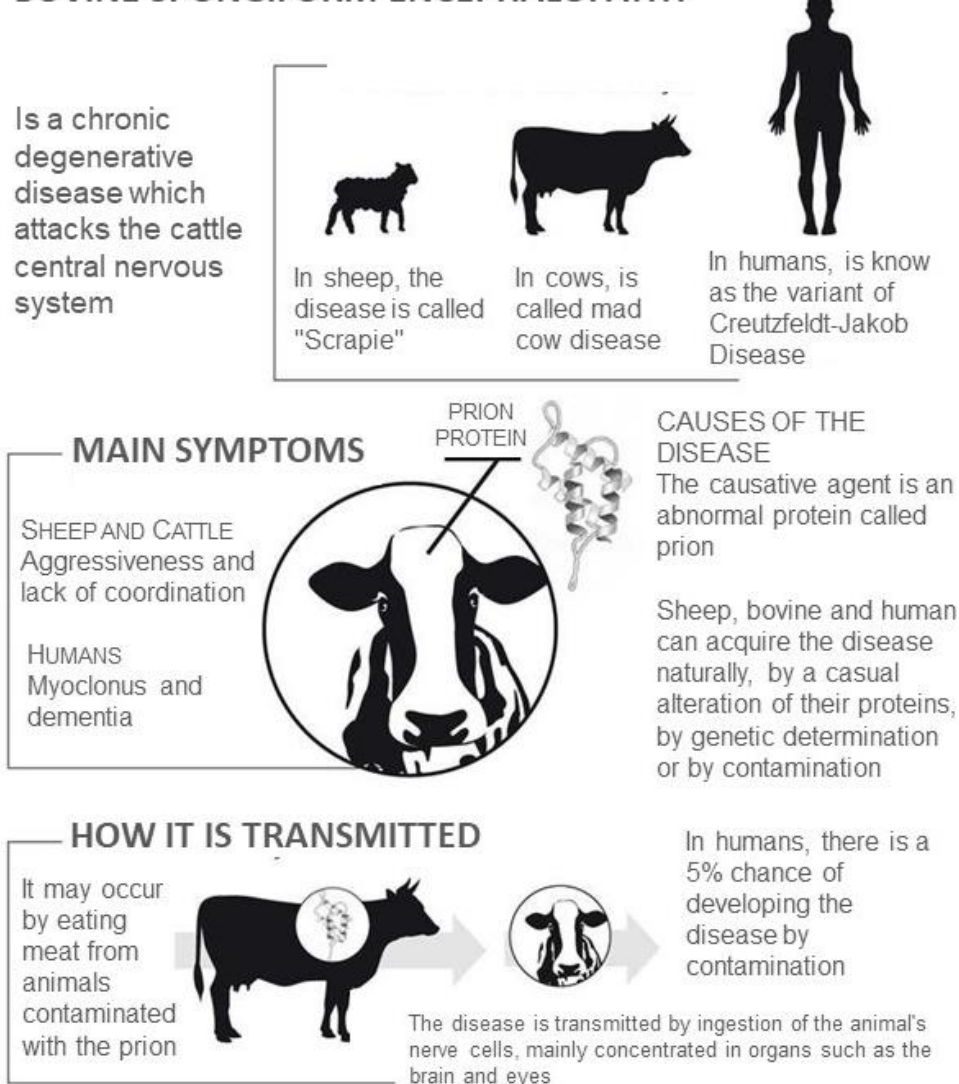 BOVINE SPONGIFORM ENCEPHALOPATHY
Is a chronic
degenerative
disease which
attacks the cattle
central nervous
system
In sheep, the
disease is called
"Scrapie"
In cows, is
called mad
cow disease
In humans, is know
as the variant of
Creutzfeldt-Jakob
Disease
MAIN SYMPTOMS
SHEEP AND CATTLE
Aggressiveness and
lack of coordination
HUMANS
Myoclonus and
dementia
PRION
PROTEIN
CAUSES OF THE
DISEASE
The causative agent is an
abnormal protein called
prion
Sheep, bovine and human
can acquire the disease
naturally, by a casual
alteration of their proteins,
by genetic determination
or by contamination
HOW IT IS TRANSMITTED
It may occur
by eating
meat from
animals
contaminated
with the prion
In humans, there is a
5% chance of
developing the
disease by
contamination
The disease is transmitted by ingestion of the animal's
nerve cells, mainly concentrated in organs such as the
brain and eyes